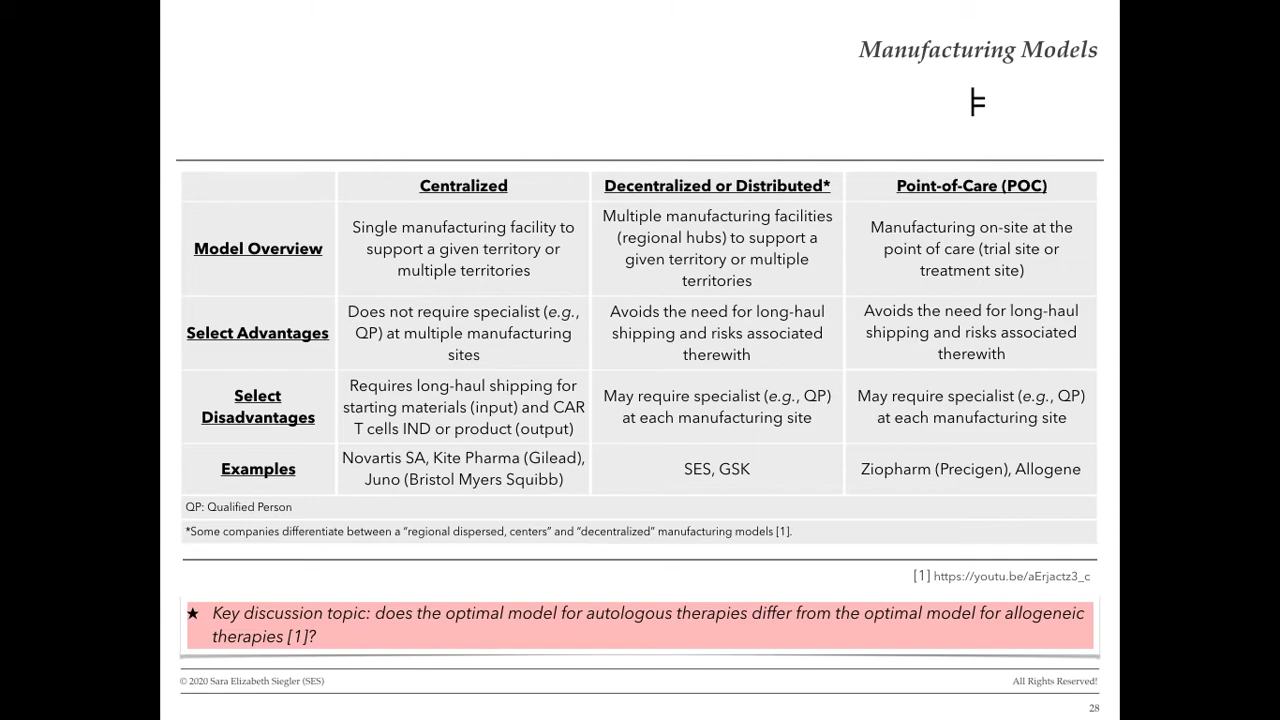 Manufacturing Models
Centralized
Decentralized or Distributed*
Point-of-Care (POC)
Model Overview
Single manufacturing facility to
support a given territory or
multiple territories
Multiple manufacturing facilities
(regional hubs) to support a
given territory or multiple
territories
Manufacturing on-site at the
point of care (trial site or
treatment site)
Select Advantages
Does not require specialist (e.g.,
QP) at multiple manufacturing
sites
Avoids the need for long-haul
shipping and risks associated
therewith
Avoids the need for long-haul
shipping and risks associated
therewith
Select
Disadvantages
Requires long-haul shipping for
starting materials (input) and CAR
T cells IND or product (output)
May require specialist (e.g., QP)
at each manufacturing site
May require specialist (e.g., QP)
at each manufacturing site
Examples
Novartis SA, Kite Pharma (Gilead),
Juno (Bristol Myers Squibb)
SES, GSK
Ziopharm (Precigen), Allogene
QP: Qualified Person
*Some companies differentiate between a "regional dispersed, centers" and "decentralized" manufacturing models [1].
[1] https://youtu.be/aErjactz3_c
★ Key discussion topic: does the optimal model for autologous therapies differ from the optimal model for allogeneic
therapies [1]?
© 2020 Sara Elizabeth Siegler (SES)
All Rights Reserved!
28